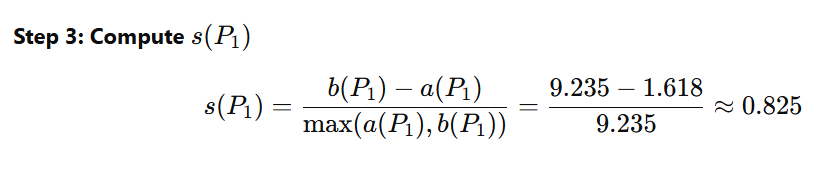 Step 3: Compute s(P₁)
s(P₁) = (b(P₁) − a(P₁)) / max(a(P₁), b(P₁)) = (9.235 − 1.618) / 9.235 ≈ 0.825